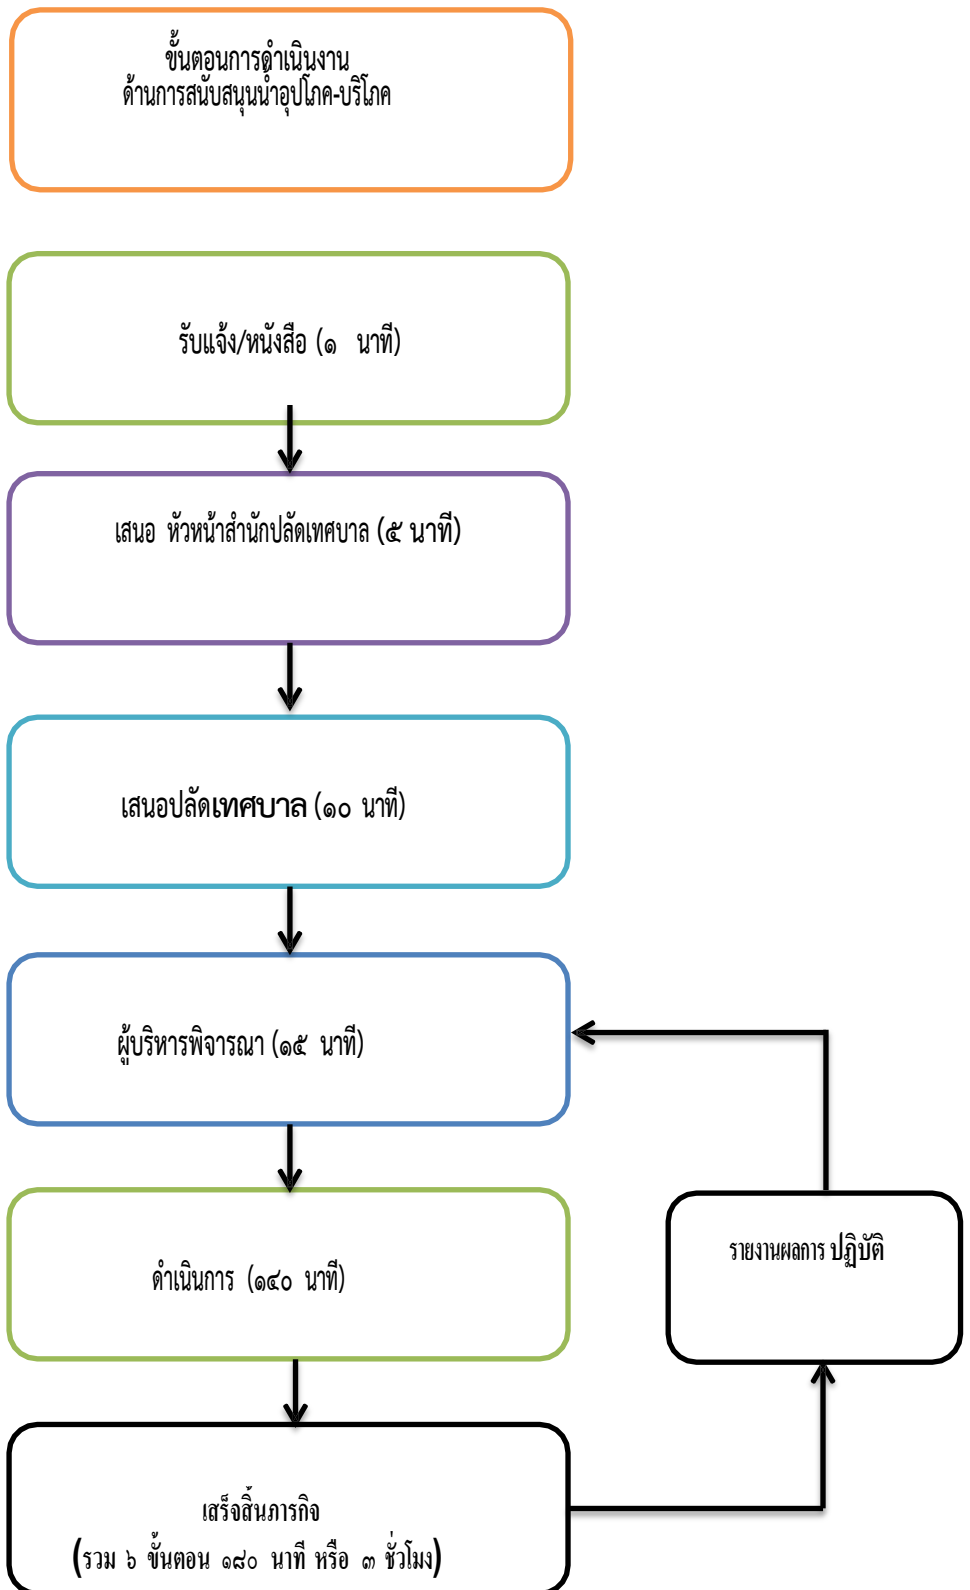 ขั้นตอนการดำเนินงาน
ด้านการสนับสนุนน้ำอุปโภค-บริโภค
รับแจ้ง/หนังสือ (๑ นาที)
เสนอ หัวหน้าสำนักปลัดเทศบาล (๕ นาที)
เสนอปลัดเทศบาล (๑๐ นาที)
ผู้บริหารพิจารณา (๑๕ นาที)
ดำเนินการ (๑๔๐ นาที)
รายงานผลการ ปฏิบัติ
เสร็จสิ้นภารกิจ
(รวม ๖ ขั้นตอน ๑๘๐ นาที หรือ ๓ ชั่วโมง)